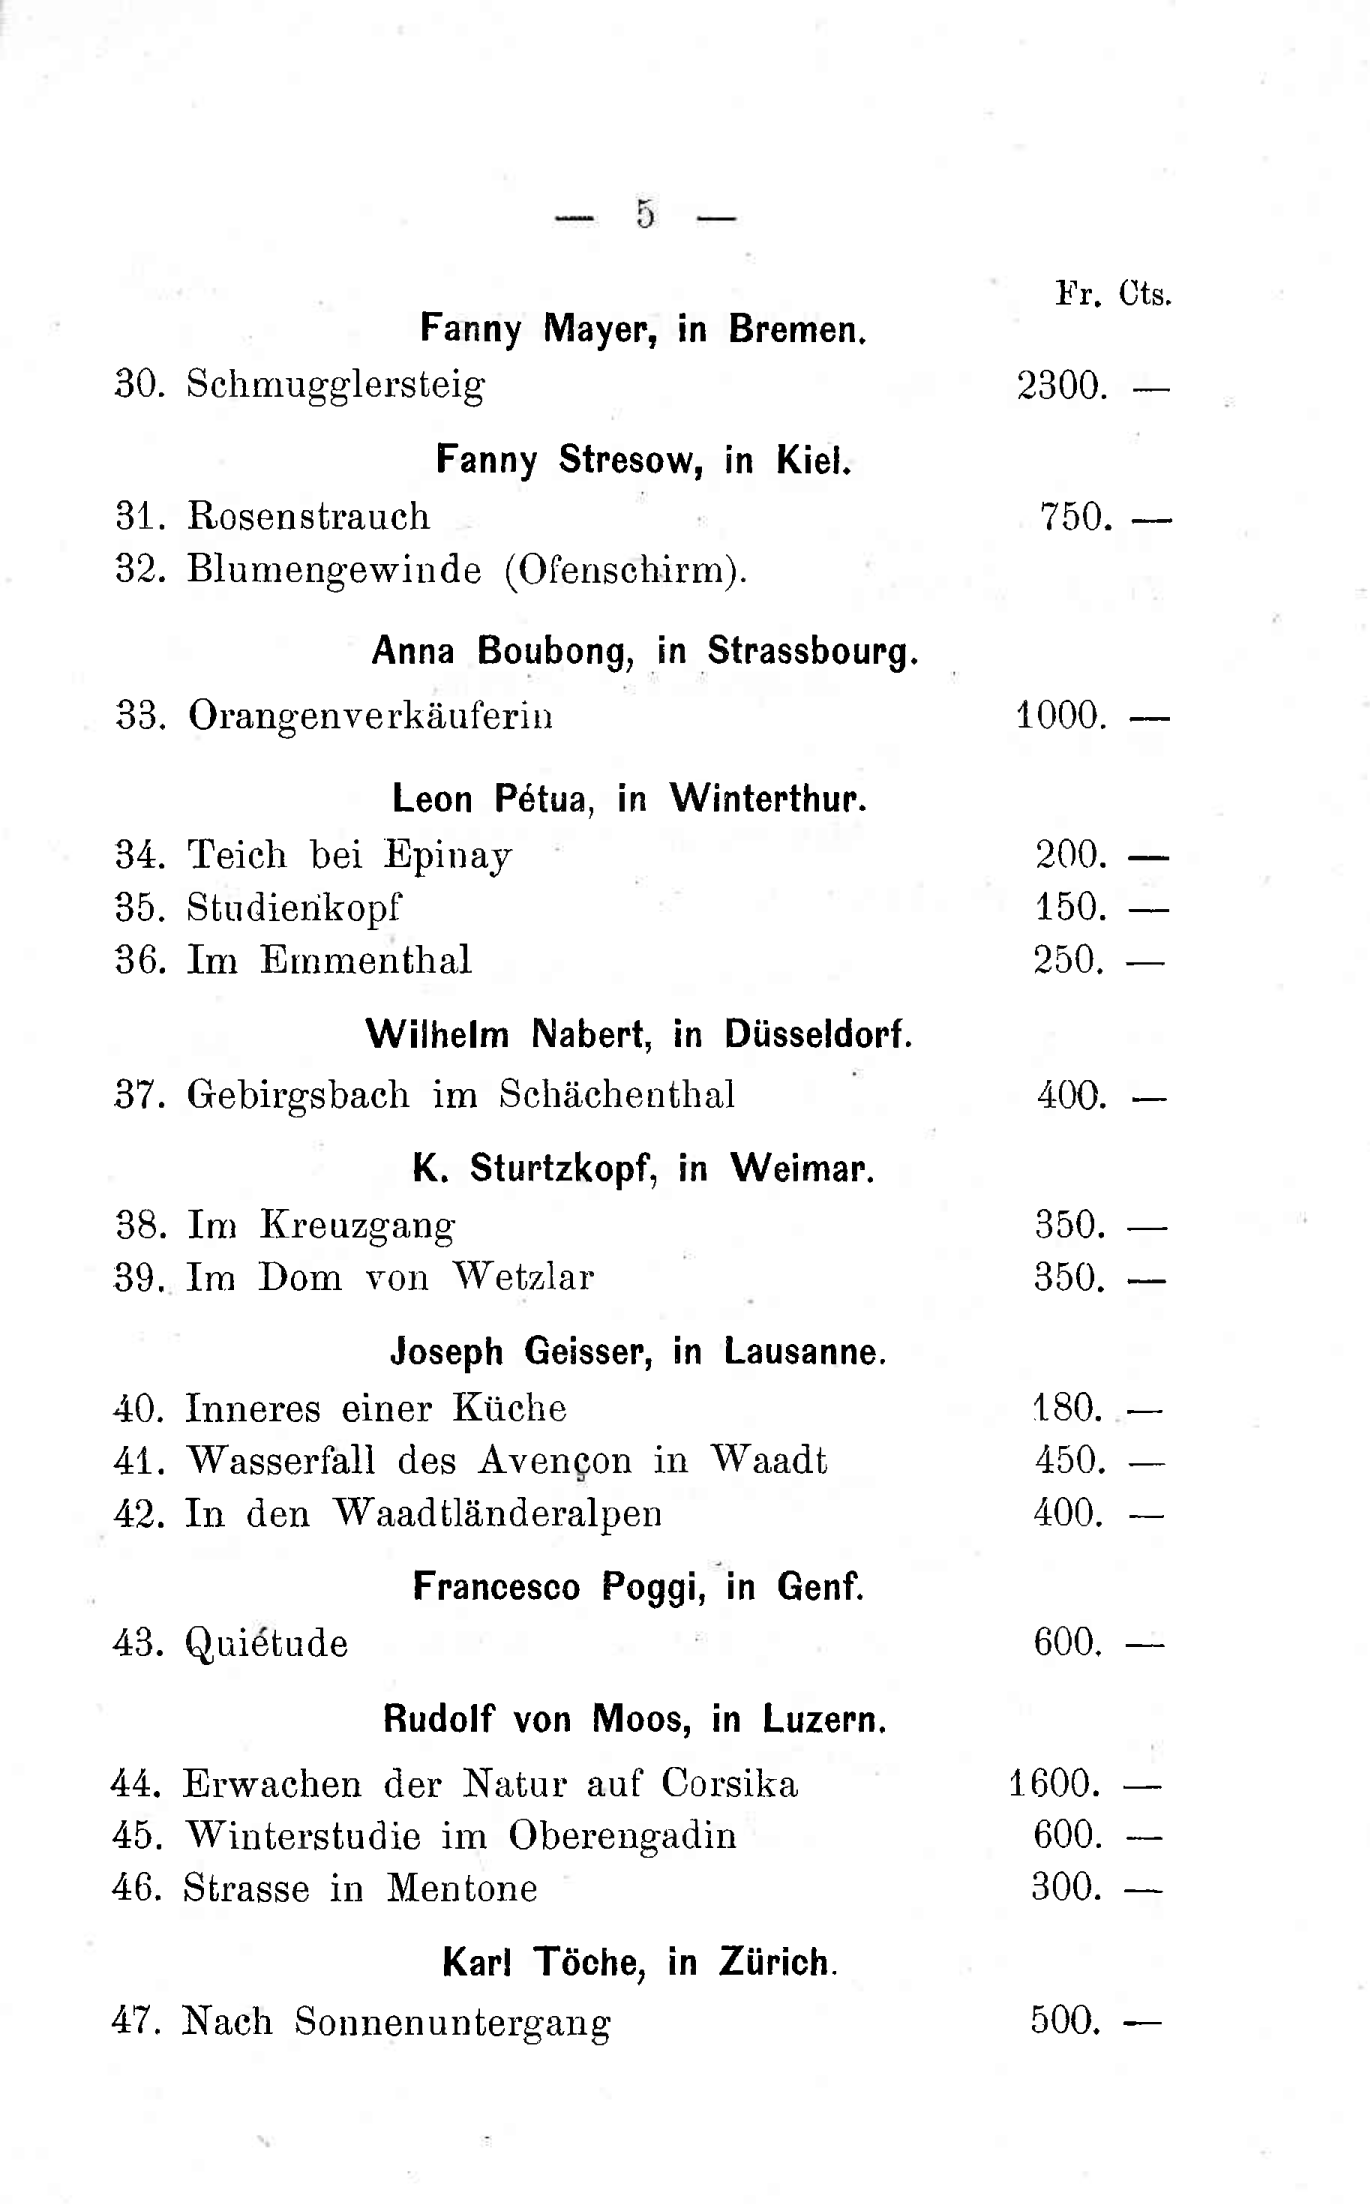 — 5 —
Fr. Cts.
Fanny Mayer, in Bremen.
30. Schmugglersteig 2300. —
Fanny Stresow, in Kiel.
31. Rosenstrauch 750. —
32. Blumengewinde (Ofenschirm).
Anna Boubong, in Strassbourg.
33. Orangenverkäuferin 1000. —
Leon Pétua, in Winterthur.
34. Teich bei Epinay 200. —
35. Studienkopf 150. —
36. Im Emmenthal 250. —
Wilhelm Nabert, in Düsseldorf.
37. Gebirgsbach im Schächenthal 400. —
K. Sturtzkopf, in Weimar.
38. Im Kreuzgang 350. —
39. Im Dom von Wetzlar 350. —
Joseph Geisser, in Lausanne.
40. Inneres einer Küche 180. —
41. Wasserfall des Avençon in Waadt 450. —
42. In den Waadtländeralpen 400. —
Francesco Poggi, in Genf.
43. Quiétude 600. —
Rudolf von Moos, in Luzern.
44. Erwachen der Natur auf Corsika 1600. —
45. Winterstudie im Oberengadin 600. —
46. Strasse in Mentone 300. —
Karl Töche, in Zürich.
47. Nach Sonnenuntergang 500. —